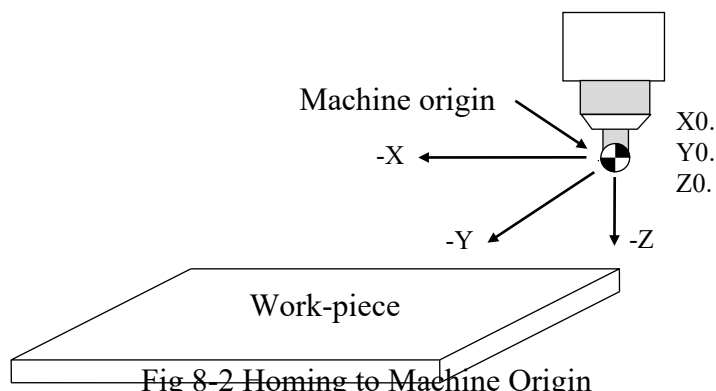 Machine origin
X0.
-X
Y0.
Z0.
-Y
-Z
Work-piece
Fig 8-2 Homing to Machine Origin